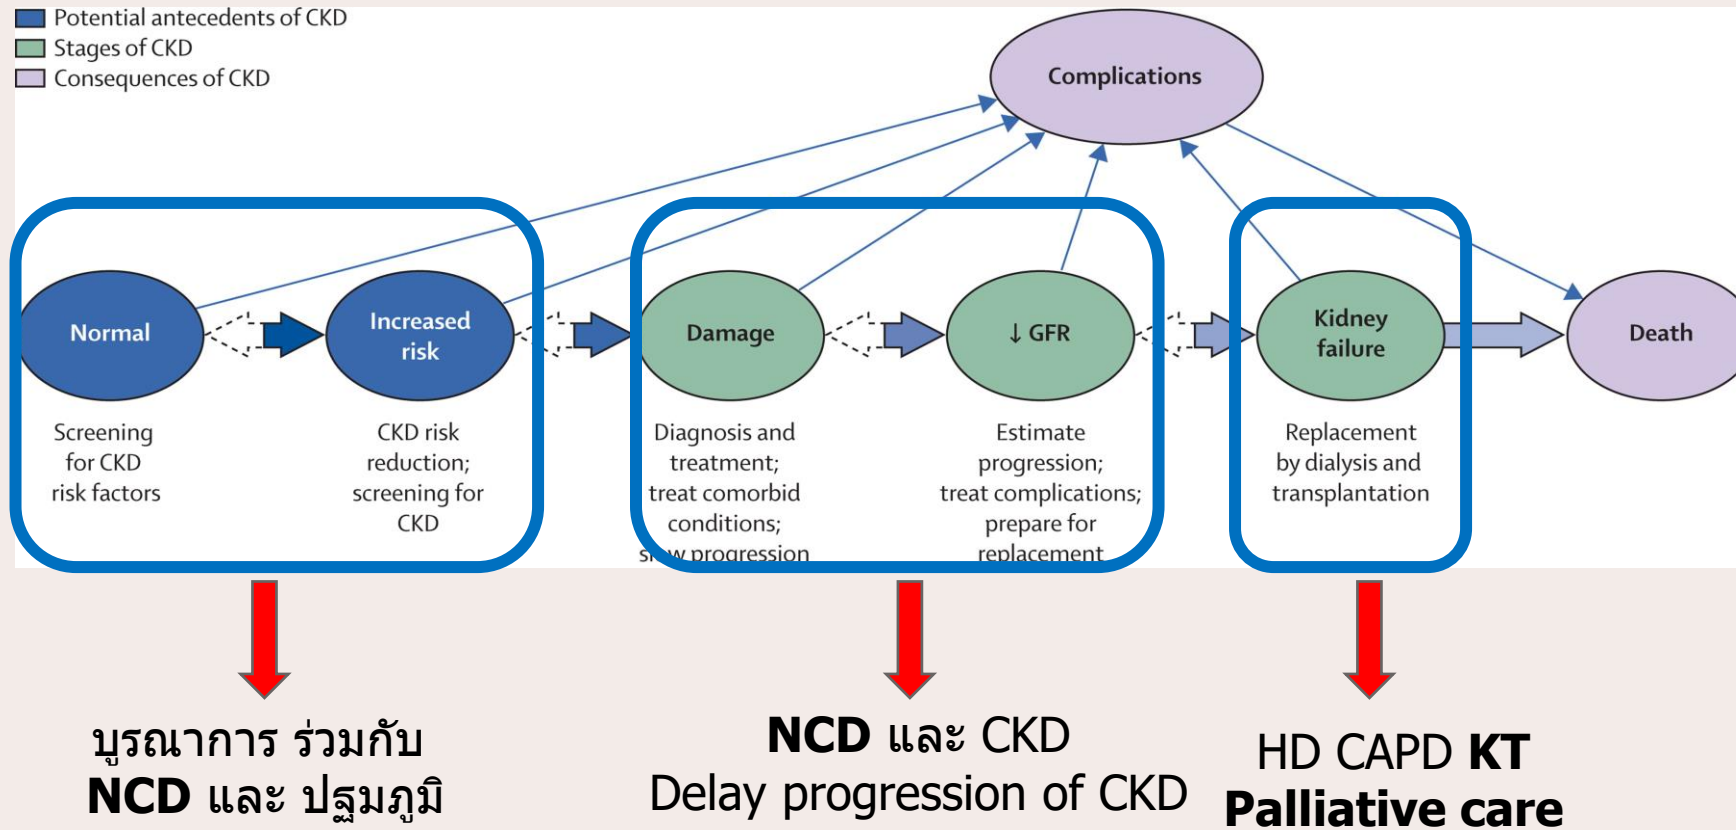 Potential antecedents of CKD
Stages of CKD
Consequences of CKD
Complications
Normal
Increased
risk
Damage
↓ GFR
Kidney
failure
Death
Screening
for CKD
risk factors
CKD risk
reduction;
screening for
CKD
Diagnosis and
treatment;
treat comorbid
conditions;
slow progression
Estimate
progression;
treat complications;
prepare for
replacement
Replacement
by dialysis and
transplantation
บูรณาการ ร่วมกับ
NCD และ ปฐมภูมิ
NCD และ CKD
Delay progression of CKD
HD CAPD KT
Palliative care